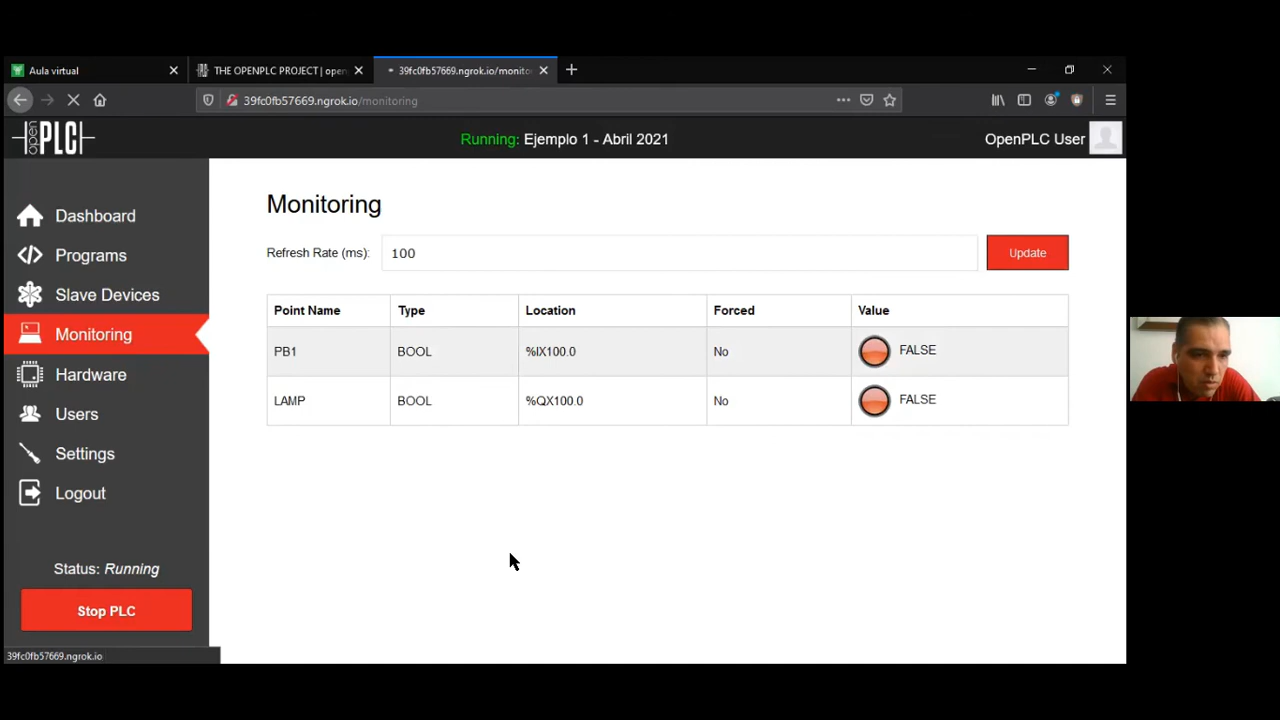 Aula virtual
THE OPENPLC PROJECT | open
39fc0fb57669.ngrok.io/monito
39fc0fb57669.ngrok.io/monitoring
open PLC
Running: Ejemplo 1 - Abril 2021
OpenPLC User
Dashboard
Programs
Slave Devices
Monitoring
Hardware
Users
Settings
Logout
Status: Running
Stop PLC
39fc0fb57669.ngrok.io
Monitoring
Refresh Rate (ms): 100 Update
Point Name Type Location Forced Value
PB1 BOOL %IX100.0 No FALSE
LAMP BOOL %QX100.0 No FALSE